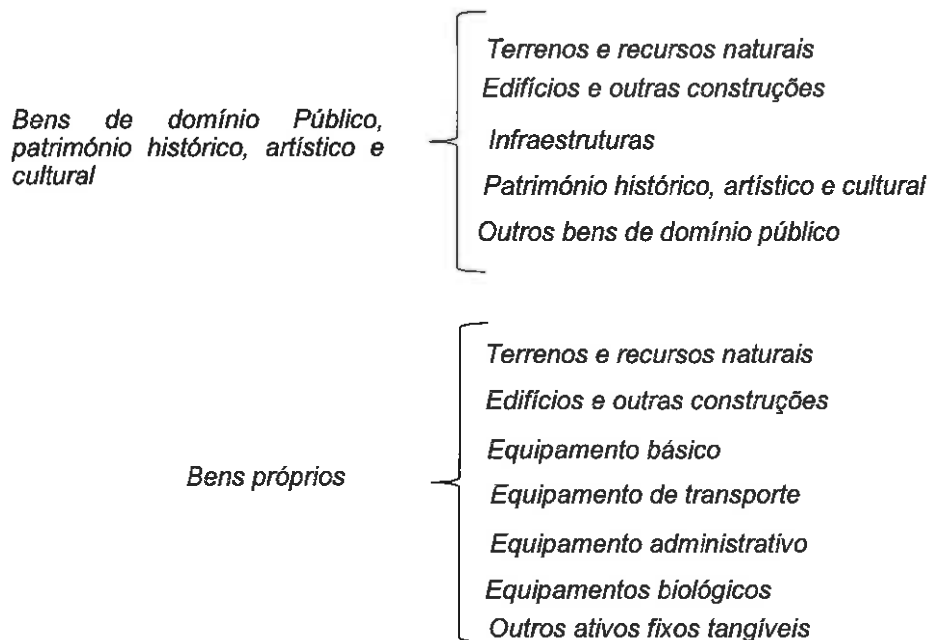 Bens de domínio Público,
património histórico, artístico e
cultural
Terrenos e recursos naturais
Edifícios e outras construções
Infraestruturas
Património histórico, artístico e cultural
Outros bens de domínio público
Bens próprios
Terrenos e recursos naturais
Edifícios e outras construções
Equipamento básico
Equipamento de transporte
Equipamento administrativo
Equipamentos biológicos
Outros ativos fixos tangíveis